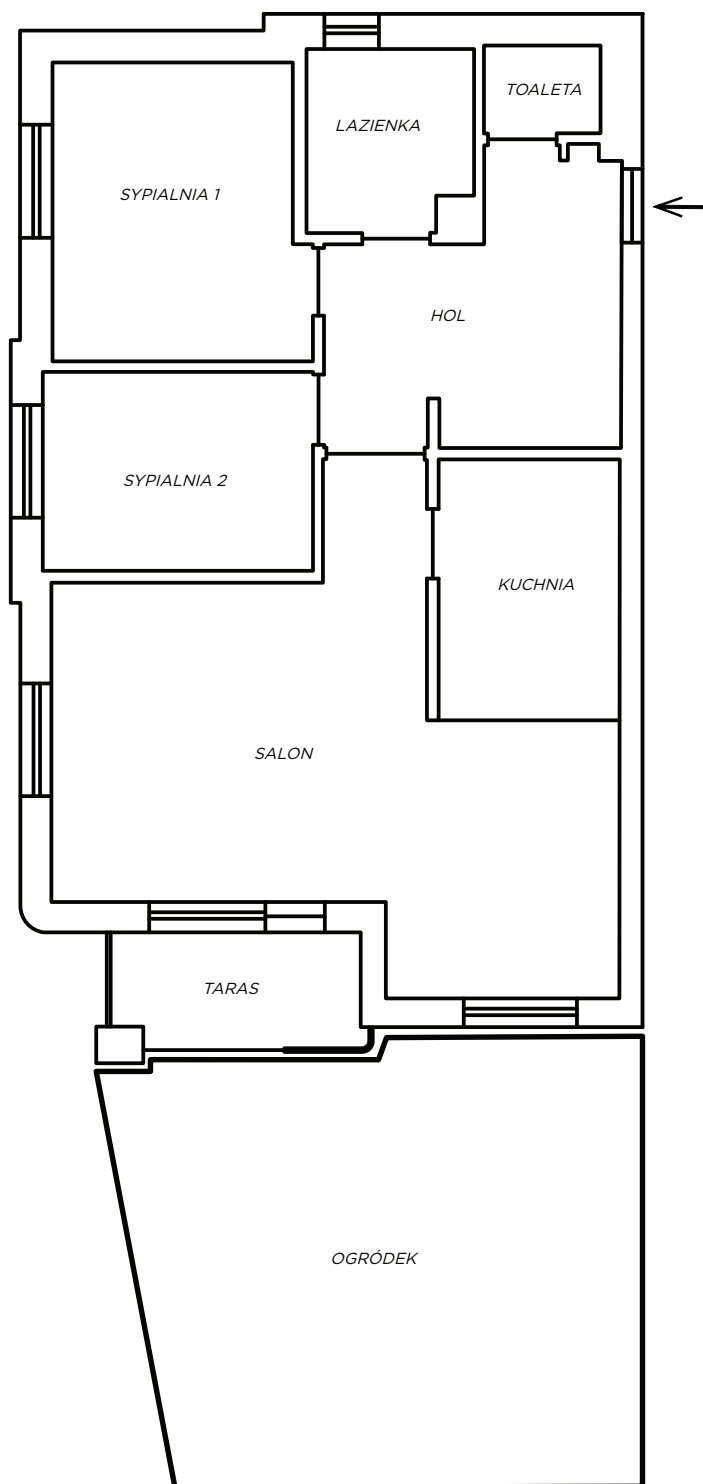 TOALETA
LAZIENKA
SYPIALNIA 1
HOL
SYPIALNIA 2
KUCHNIA
SALON
TARAS
OGRÓDEK